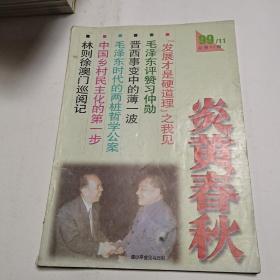 99/11
"发展才是硬道理"之我见
毛泽东评赞习仲勋
晋西事变中的薄一波
毛泽东时代的两桩哲学公案
中国乡村民主化的第一步
林则徐澳门巡阅记
炎黄春秋